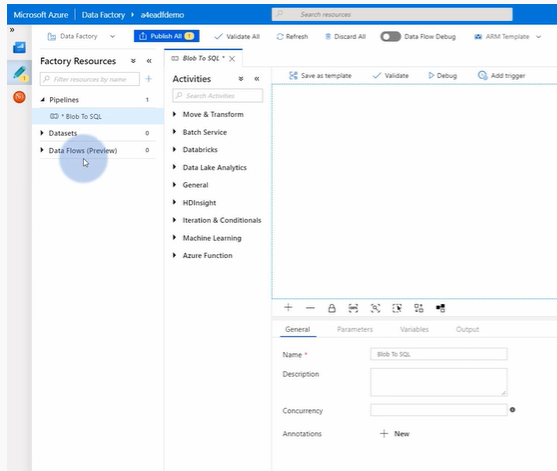 Microsoft Azure Data Factory ▸ a4eadfdemo Search resources
»
Data Factory Publish All 1 Validate All Refresh Discard All Data Flow Debug ARM Template
Factory Resources
Filter resources by name
Pipelines 1
* Blob To SQL
Datasets 0
Data Flows (Preview) 0
Blob To SQL *
Activities
Search Activities
Move & Transform
Batch Service
Databricks
Data Lake Analytics
General
HDInsight
Iteration & Conditionals
Machine Learning
Azure Function
Save as template Validate Debug Add trigger
General Parameters Variables Output
Name * Blob To SQL
Description
Concurrency
Annotations + New